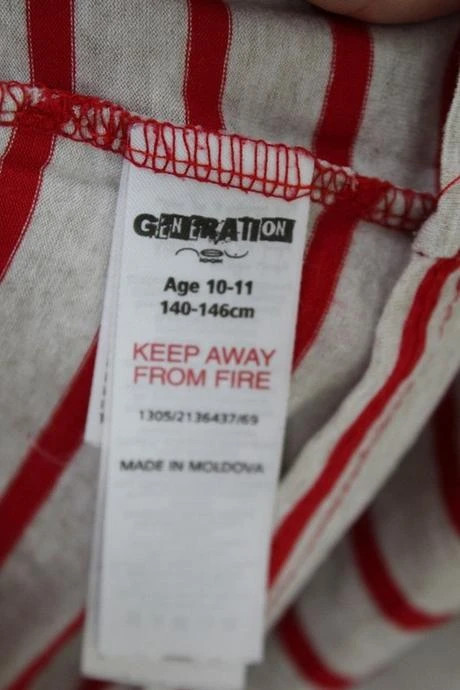 GENERATION
new
Age 10-11
140-146cm
KEEP AWAY
FROM FIRE
1305/2136437/69
MADE IN MOLDOVA